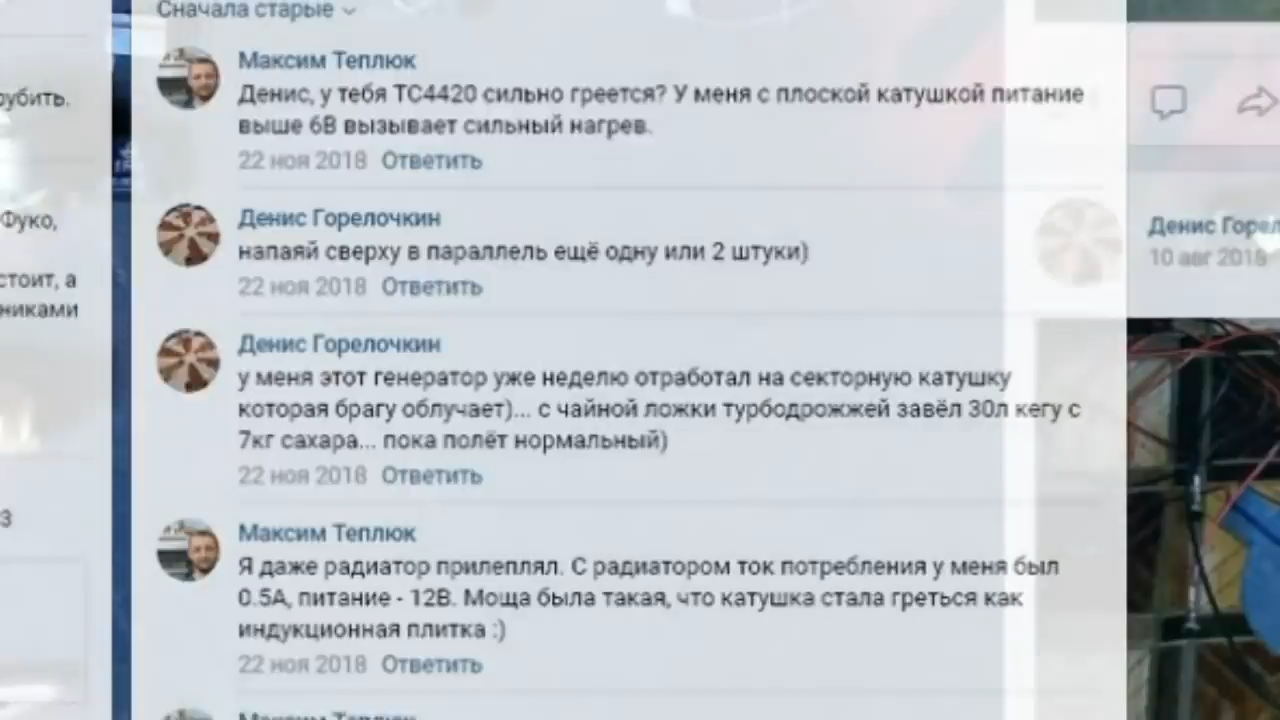 Сначала старые
Максим Теплюк
Денис, у тебя TC4420 сильно греется? У меня с плоской катушкой питание
выше 6В вызывает сильный нагрев.
22 ноя 2018 Ответить
Денис Горелочкин
напаяй сверху в параллель ещё одну или 2 штуки)
22 ноя 2018 Ответить
Денис Горелочкин
у меня этот генератор уже неделю отработал на секторную катушку
которая брагу облучает)... с чайной ложки турбодрожжей завёл 30л кегу с
7кг сахара... пока полёт нормальный)
22 ноя 2018 Ответить
Максим Теплюк
Я даже радиатор прилеплял. С радиатором ток потребления у меня был
0.5А, питание - 12В. Моща была такая, что катушка стала греться как
индукционная плитка :)
22 ноя 2018 Ответить
Максим Теплюк
рубить.
Фуко,
стоит, а
никами
3
Денис Горел
10 авг 2018